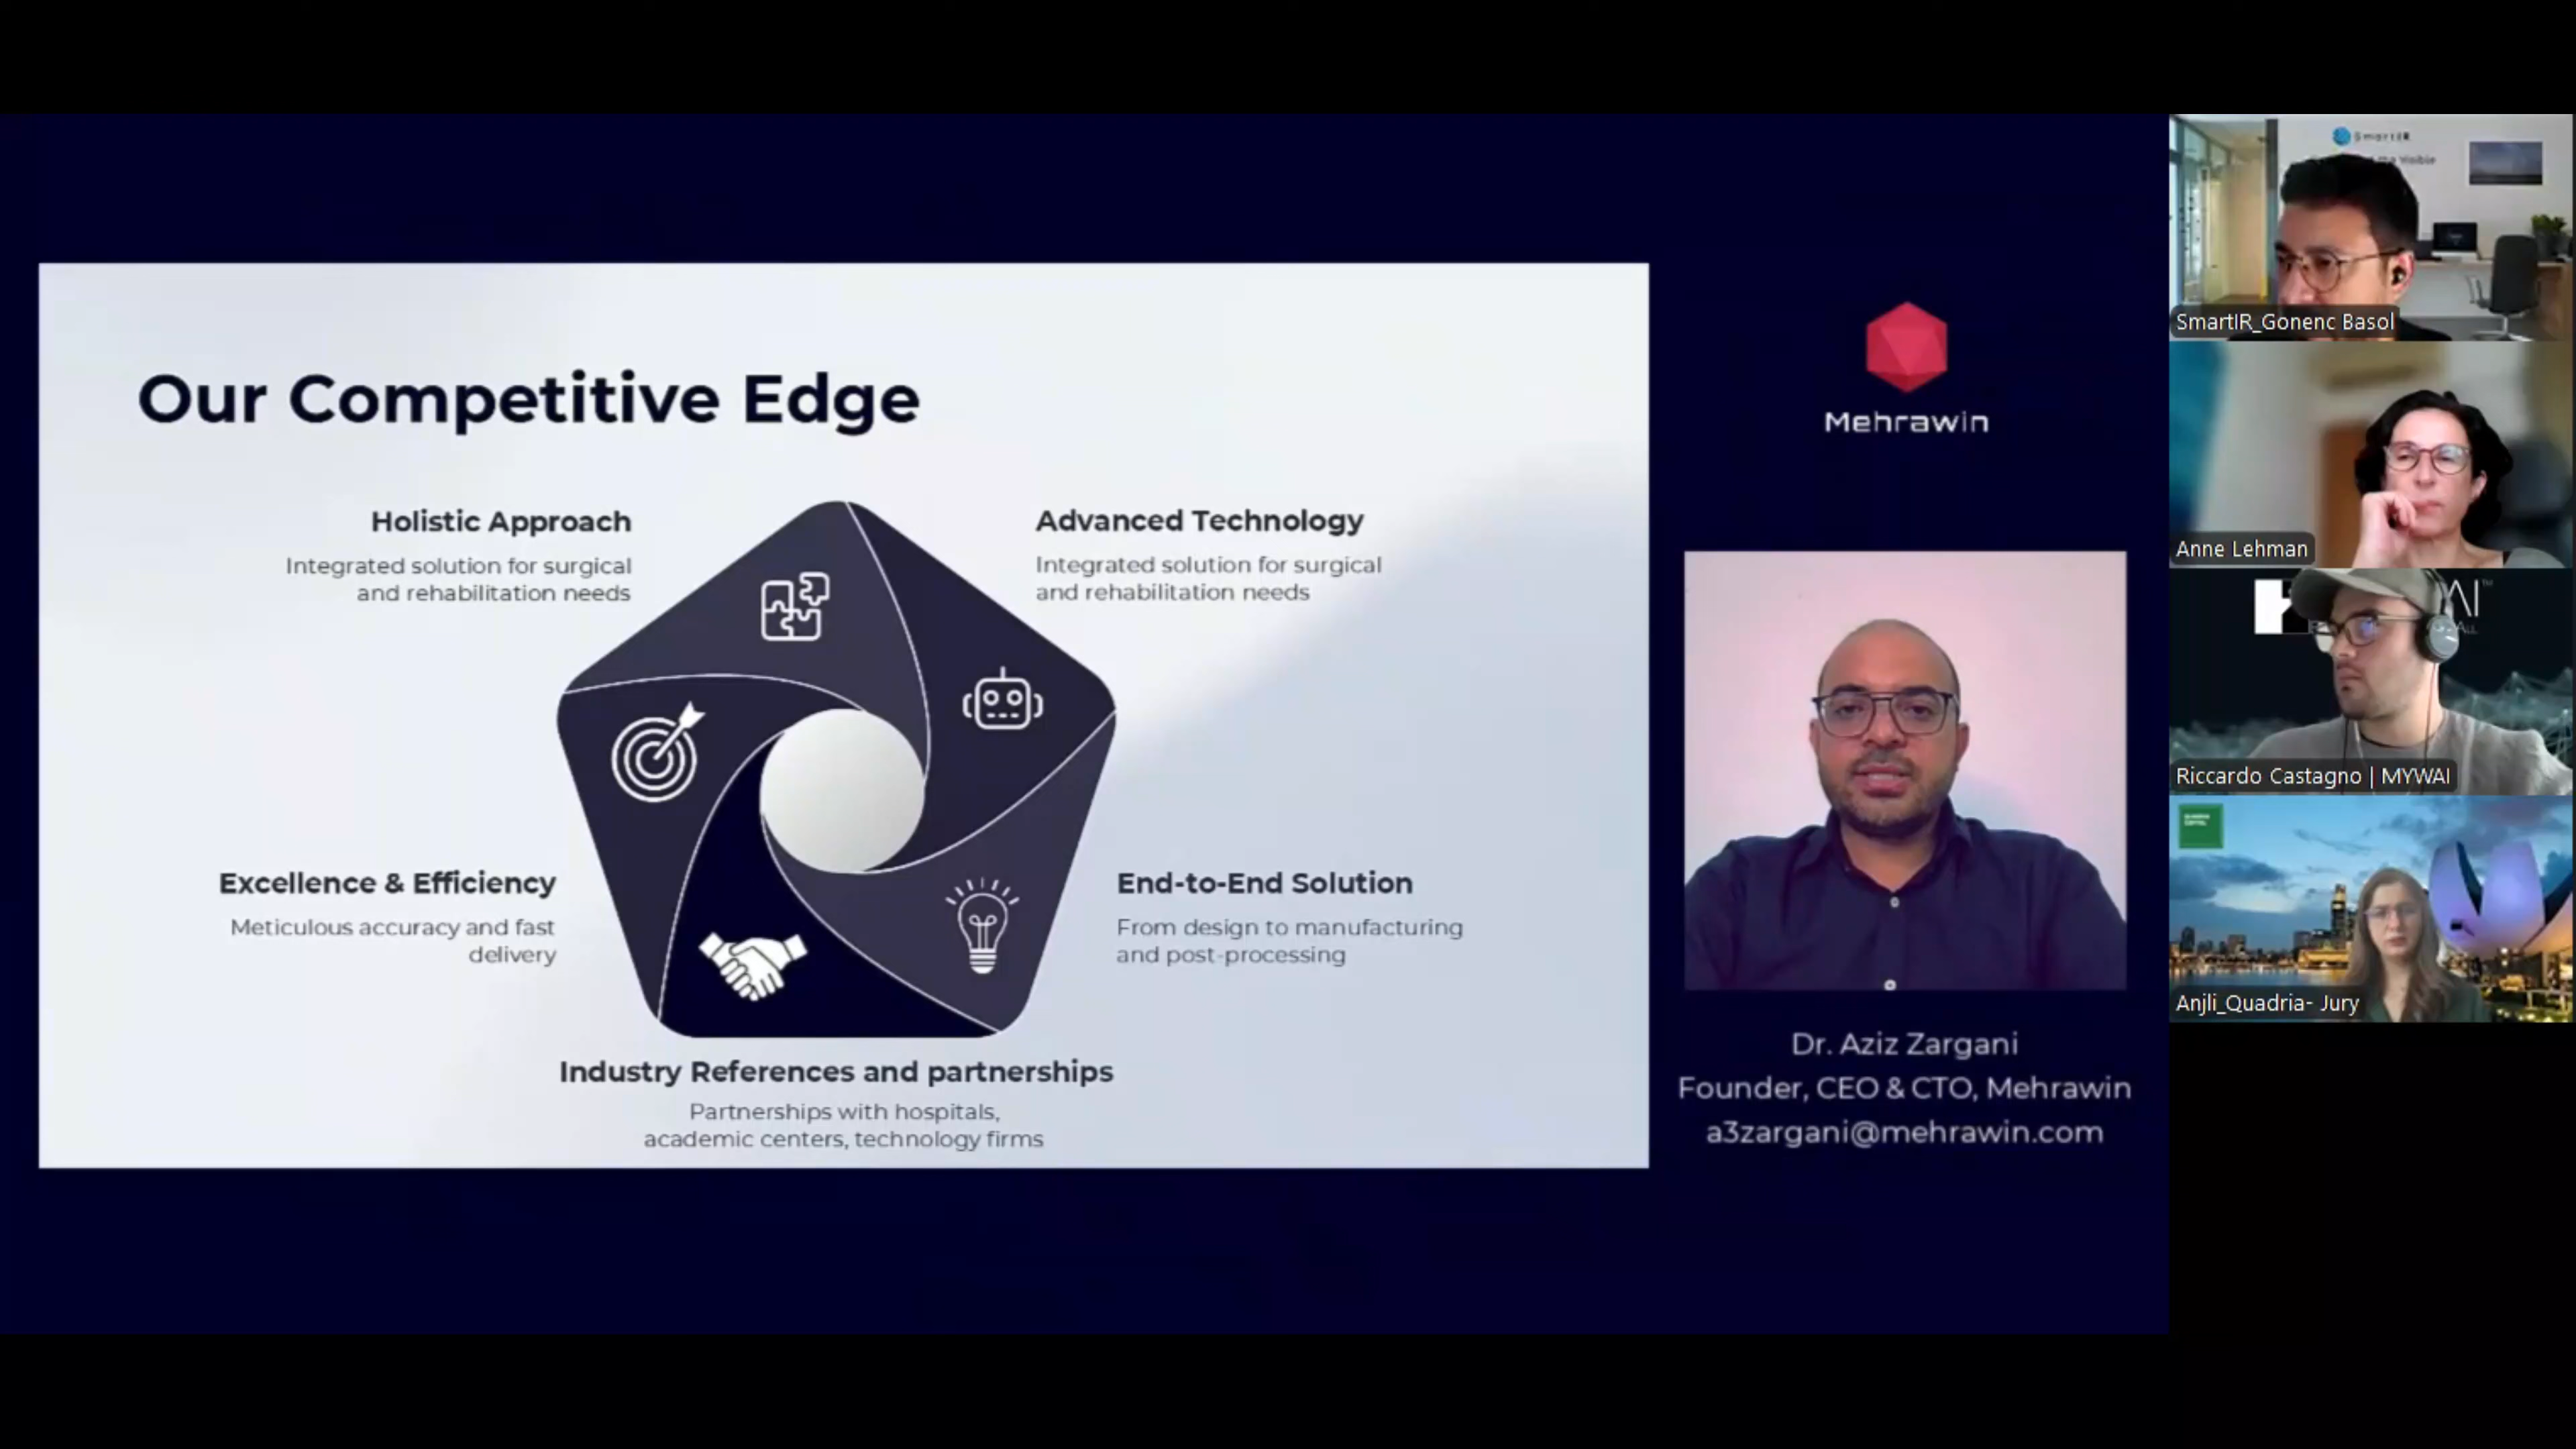 Our Competitive Edge
Holistic Approach
Integrated solution for surgical
and rehabilitation needs
Advanced Technology
Integrated solution for surgical
and rehabilitation needs
Excellence & Efficiency
Meticulous accuracy and fast
delivery
End-to-End Solution
From design to manufacturing
and post-processing
Industry References and partnerships
Partnerships with hospitals,
academic centers, technology firms
Mehrawin
Dr. Aziz Zargani
Founder, CEO & CTO, Mehrawin
a3zargani@mehrawin.com
SmartIR
Visible
SmartIR_Gonenc Basol
Anne Lehman
AI
Riccardo Castagno | MYWAI
Anjli_Quadria- Jury